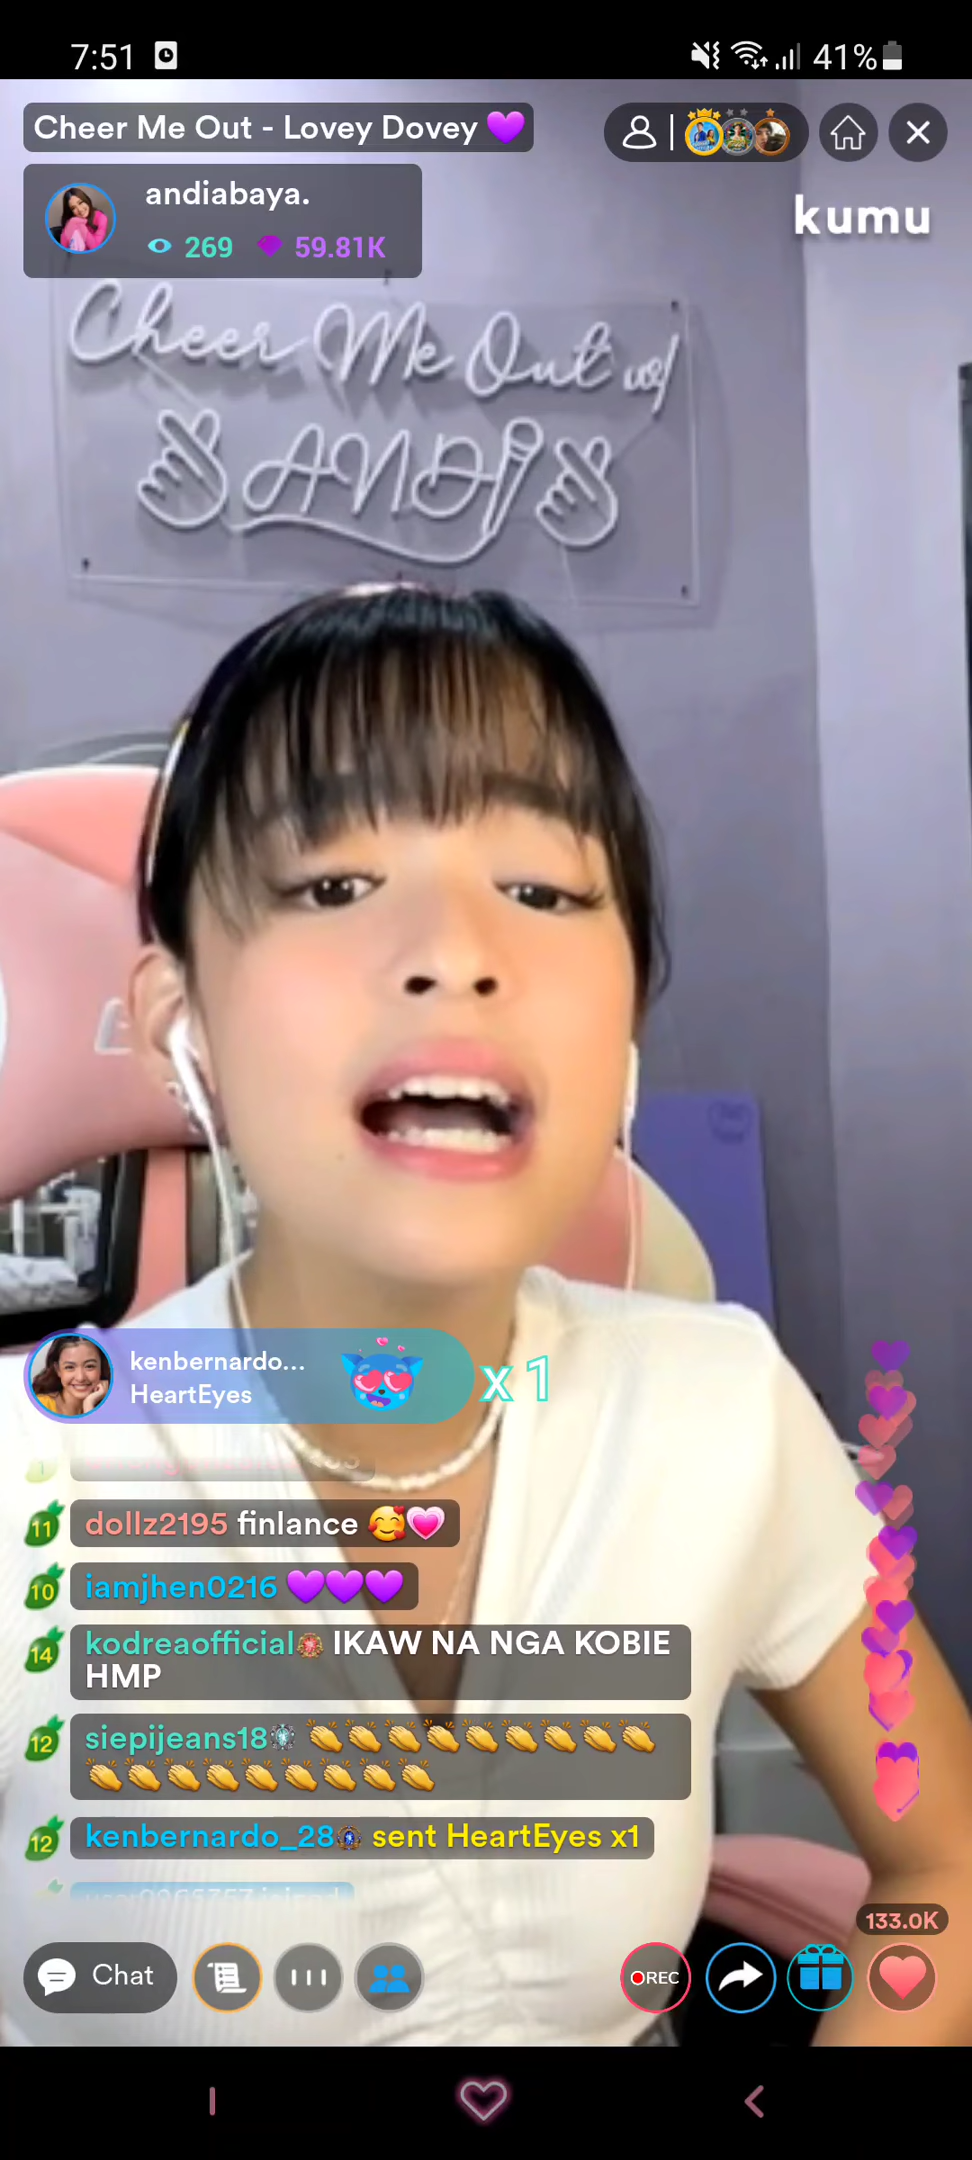 7:51
41%
Cheer Me Out - Lovey Dovey 💜
andiabaya.
269 59.81K
kumu
Cheer Me Out w/
ANDI
kenbernardo...
HeartEyes
x 1
11 dollz2195 finlance 🥰💗
10 iamjhen0216 💜💜💜
14 kodreaofficial IKAW NA NGA KOBIE
HMP
12 siepijeans18 👏👏👏👏👏👏👏👏👏
👏👏👏👏👏👏👏👏👏
12 kenbernardo_28 sent HeartEyes x1
133.0K
Chat
REC